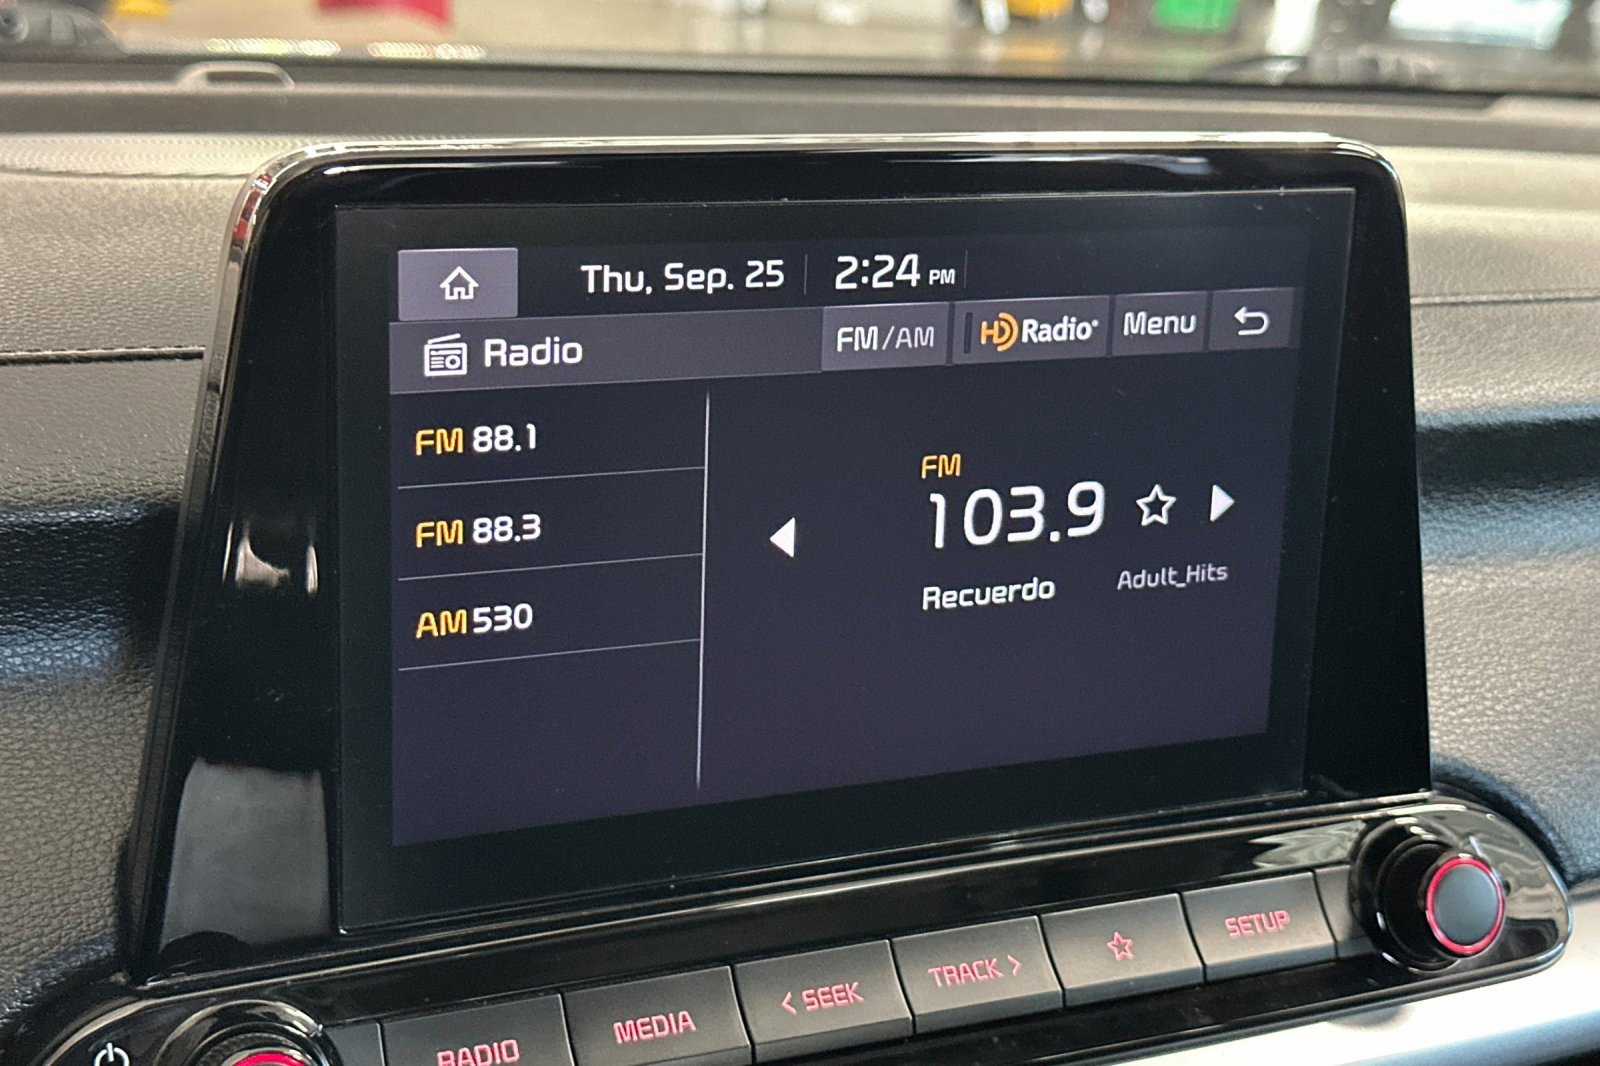 Thu, Sep. 25 2:24 PM
Radio FM/AM HD Radio® Menu
FM 88.1
FM 88.3
AM 530
FM
103.9
Recuerdo Adult_Hits
RADIO MEDIA < SEEK TRACK > SETUP